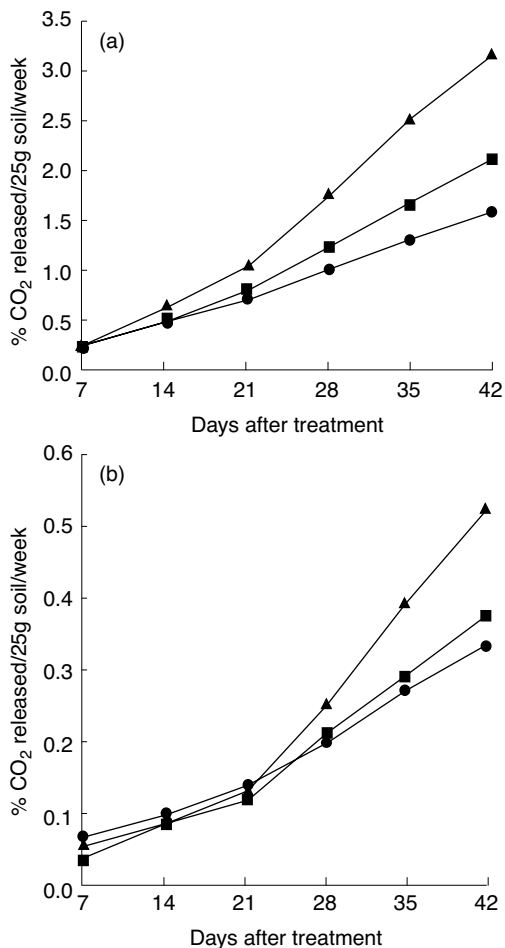 (a)
% CO₂ released/25g soil/week
3.5
3.0
2.5
2.0
1.5
1.0
0.5
0.0
7 14 21 28 35 42
Days after treatment
(b)
% CO₂ released/25g soil/week
0.6
0.5
0.4
0.3
0.2
0.1
0.0
7 14 21 28 35 42
Days after treatment